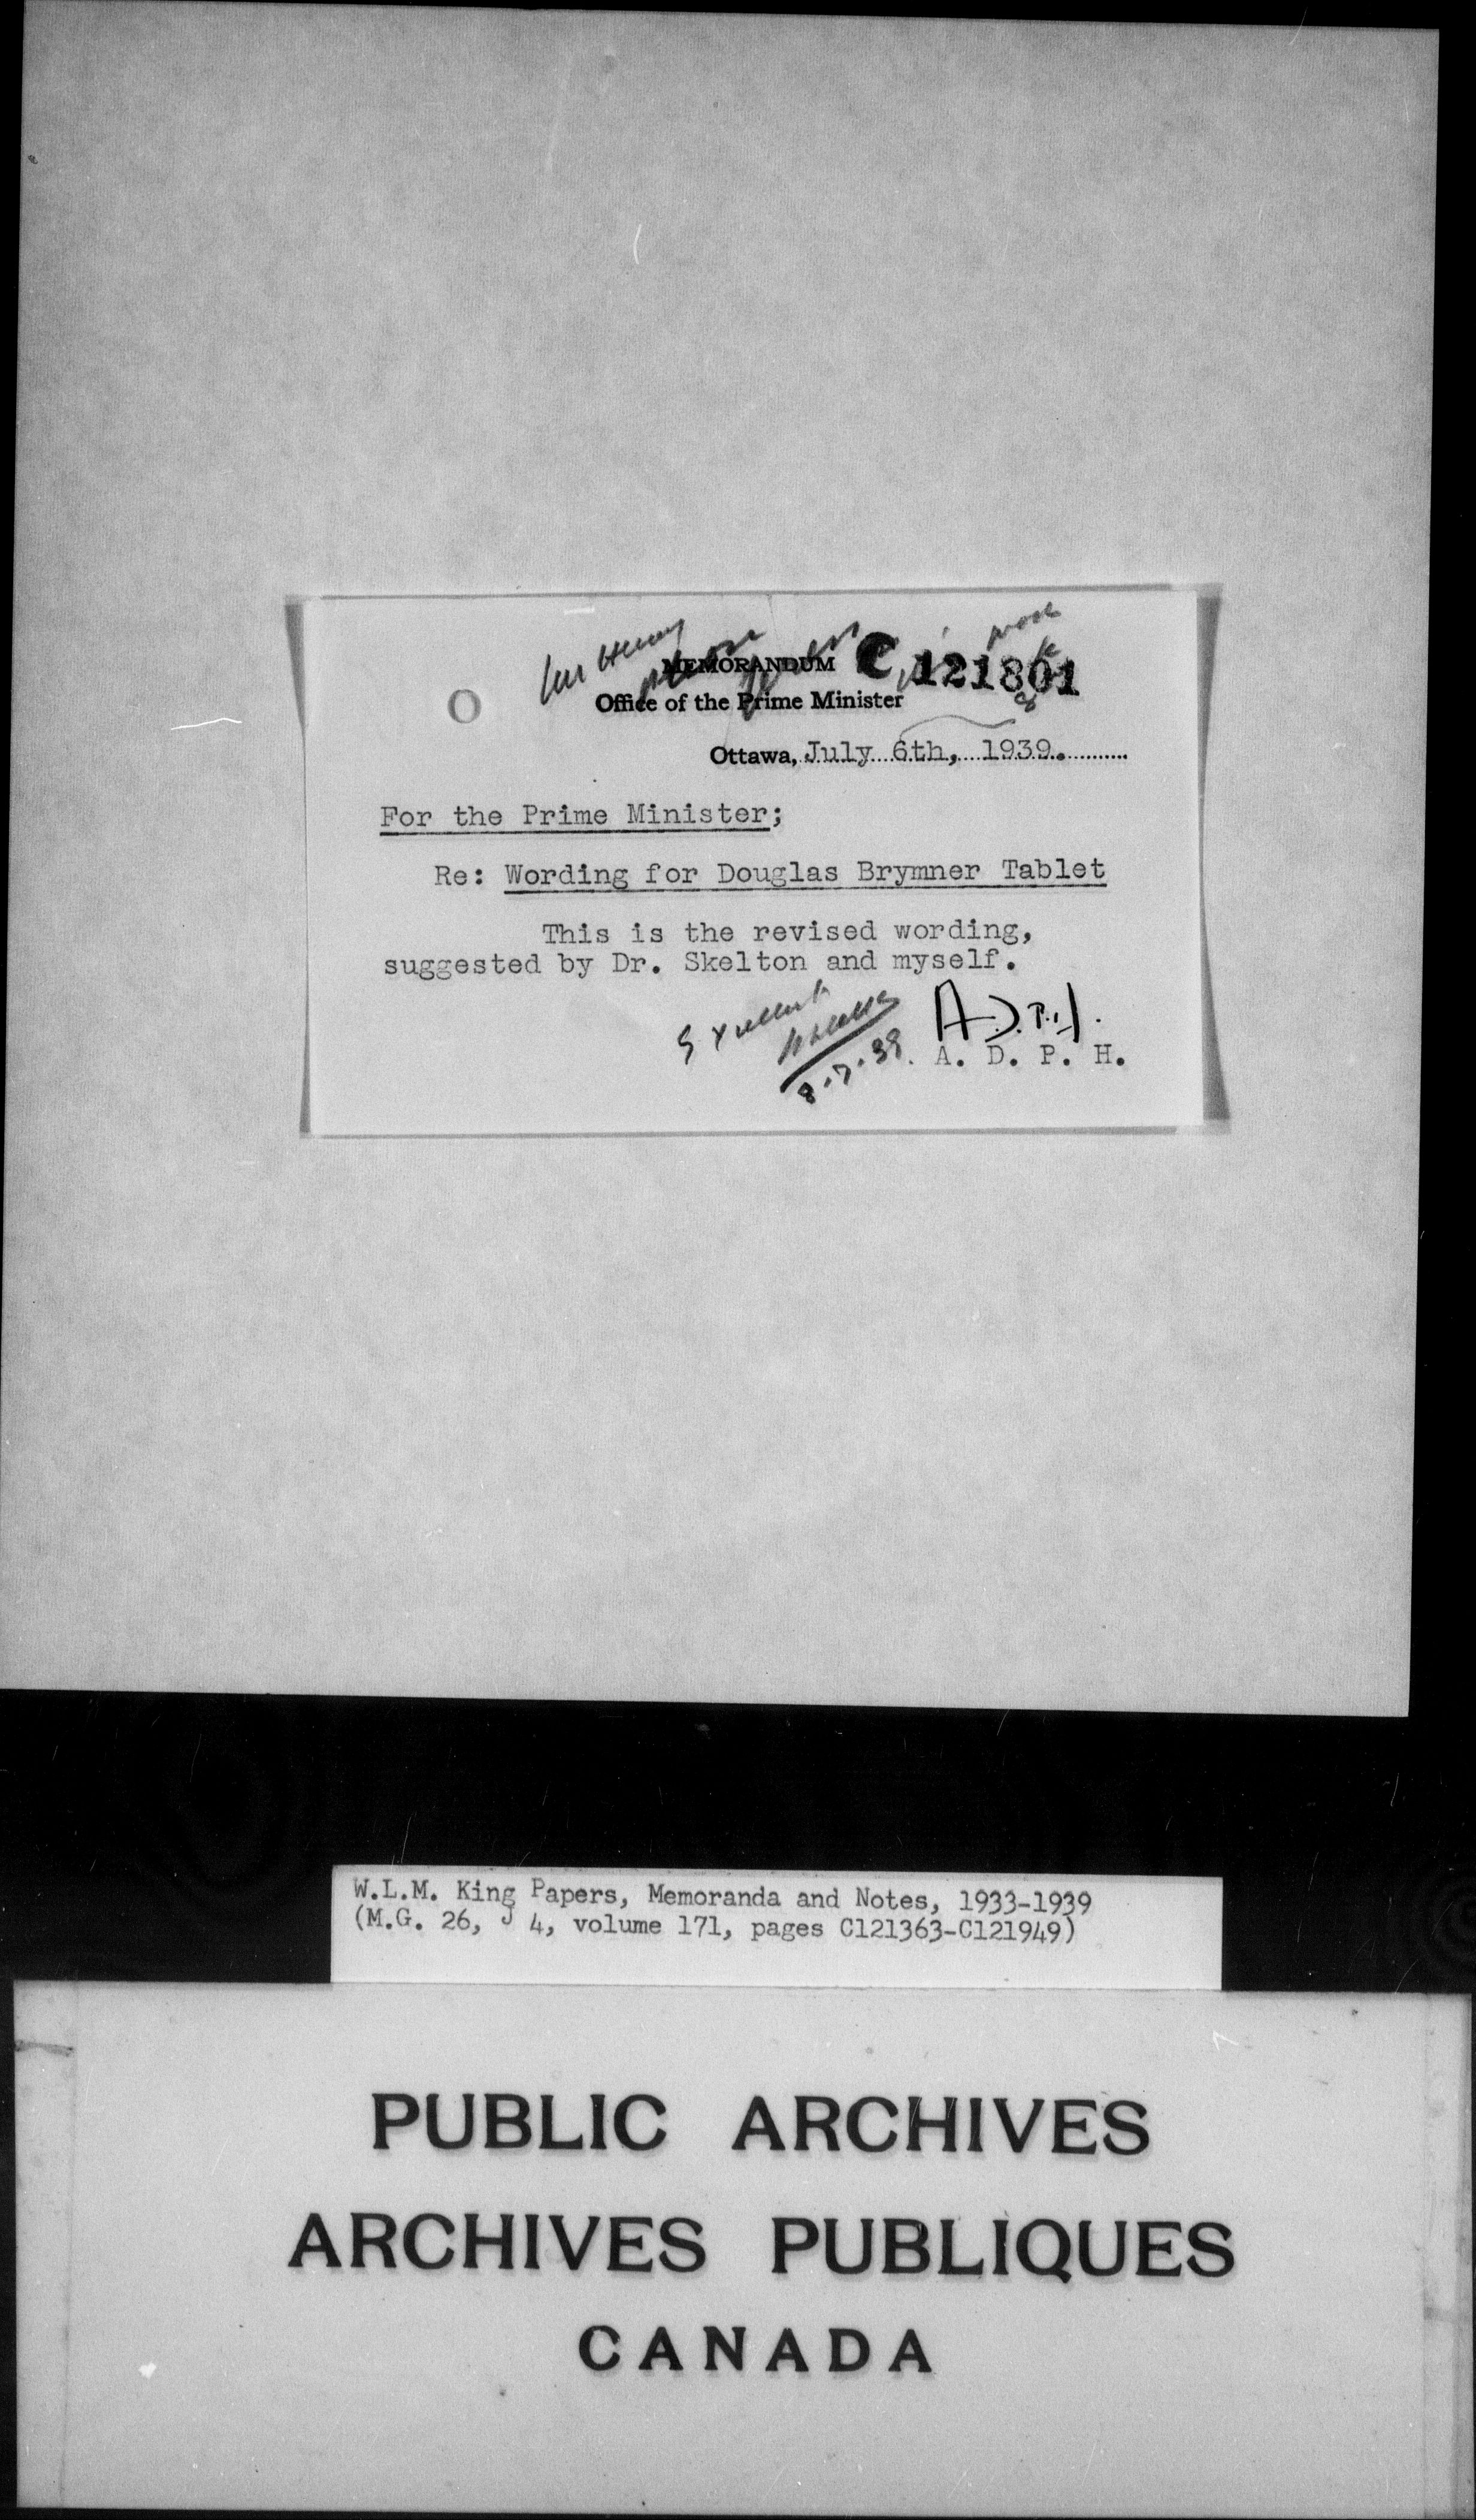 MEMORANDUM C 121801
Office of the Prime Minister
Ottawa, July 6th, 1939.
For the Prime Minister;
Re: Wording for Douglas Brymner Tablet
This is the revised wording,
suggested by Dr. Skelton and myself.
Excellent
8.7.39
A.D.P.H.
A. D. P. H.
W.L.M. King Papers, Memoranda and Notes, 1933-1939
(M.G. 26, J 4, volume 171, pages C121363-C121949)
PUBLIC ARCHIVES
ARCHIVES PUBLIQUES
CANADA